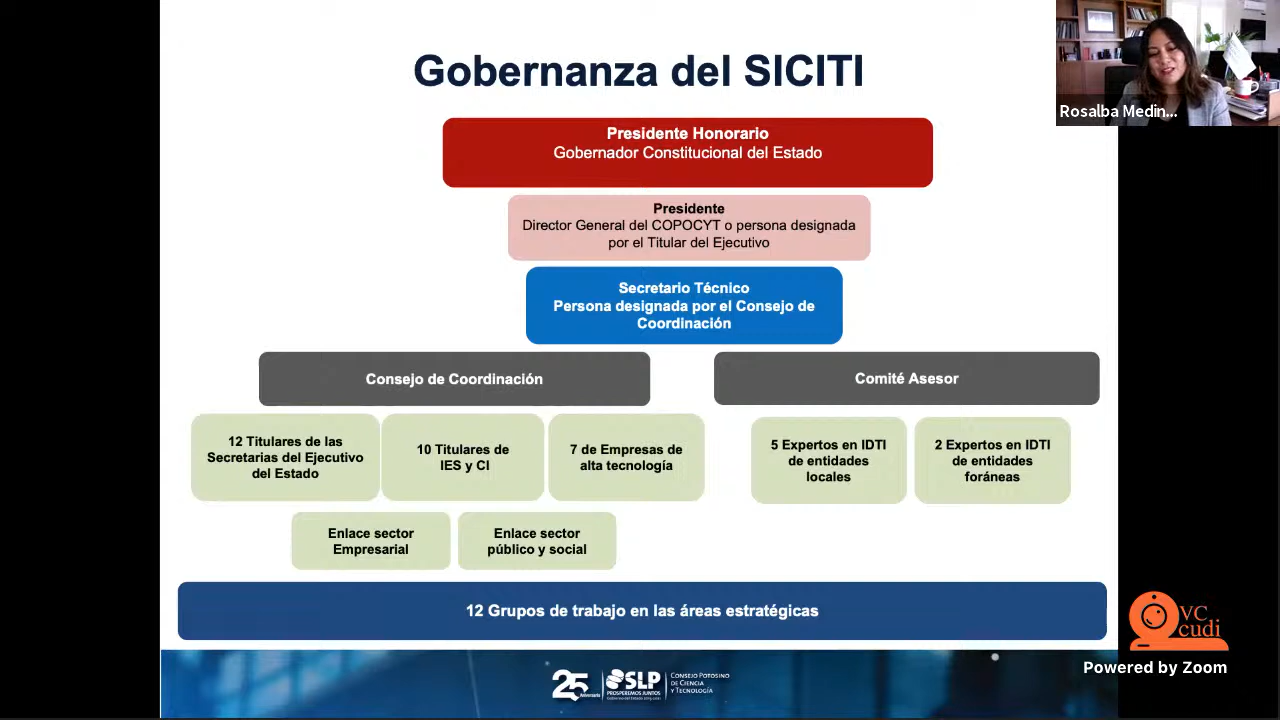 Gobernanza del SICITI
Rosalba Medin...
Presidente Honorario
Gobernador Constitucional del Estado
Presidente
Director General del COPOCYT o persona designada
por el Titular del Ejecutivo
Secretario Técnico
Persona designada por el Consejo de
Coordinación
Consejo de Coordinación
Comité Asesor
12 Titulares de las
Secretarias del Ejecutivo
del Estado
10 Titulares de
IES y CI
7 de Empresas de
alta tecnología
5 Expertos en IDTI
de entidades
locales
2 Expertos en IDTI
de entidades
foráneas
Enlace sector
Empresarial
Enlace sector
público y social
12 Grupos de trabajo en las áreas estratégicas
VC
cudi
Powered by Zoom
25
Aniversario
SLP
PROSPEREMOS JUNTOS
CONSEJO POTOSINO
DE CIENCIA
Y TECNOLOGÍA